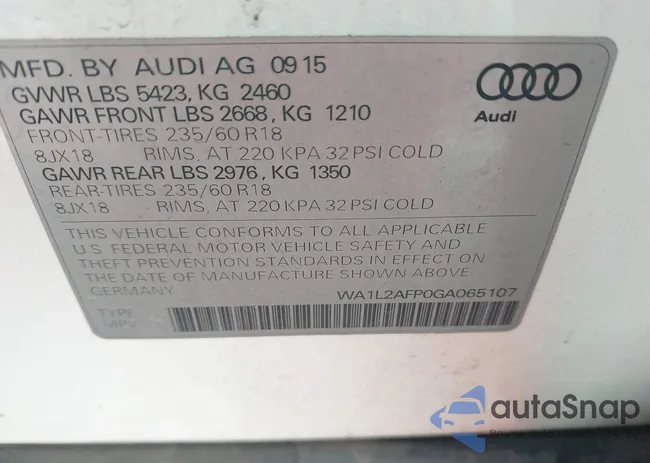 MFD. BY AUDI AG 09 15
GVWR LBS 5423, KG 2460
GAWR FRONT LBS 2668, KG 1210
FRONT-TIRES 235/60 R18
8JX18 RIMS, AT 220 KPA 32 PSI COLD
GAWR REAR LBS 2976, KG 1350
REAR-TIRES 235/60 R18
8JX18 RIMS, AT 220 KPA 32 PSI COLD
THIS VEHICLE CONFORMS TO ALL APPLICABLE
U.S. FEDERAL MOTOR VEHICLE SAFETY AND
THEFT PREVENTION STANDARDS IN EFFECT ON
THE DATE OF MANUFACTURE SHOWN ABOVE
GERMANY WA1L2AFP0GA065107
TYPE:
MPV
Audi
autaSnap